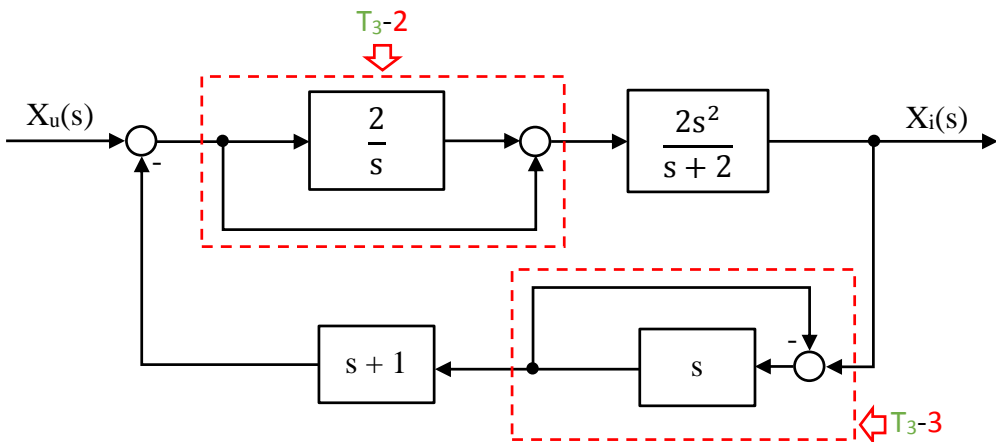 T₃-2
Xᵤ(s)
2
s
2s²
s + 2
Xᵢ(s)
-
-
s + 1
s
T₃-3